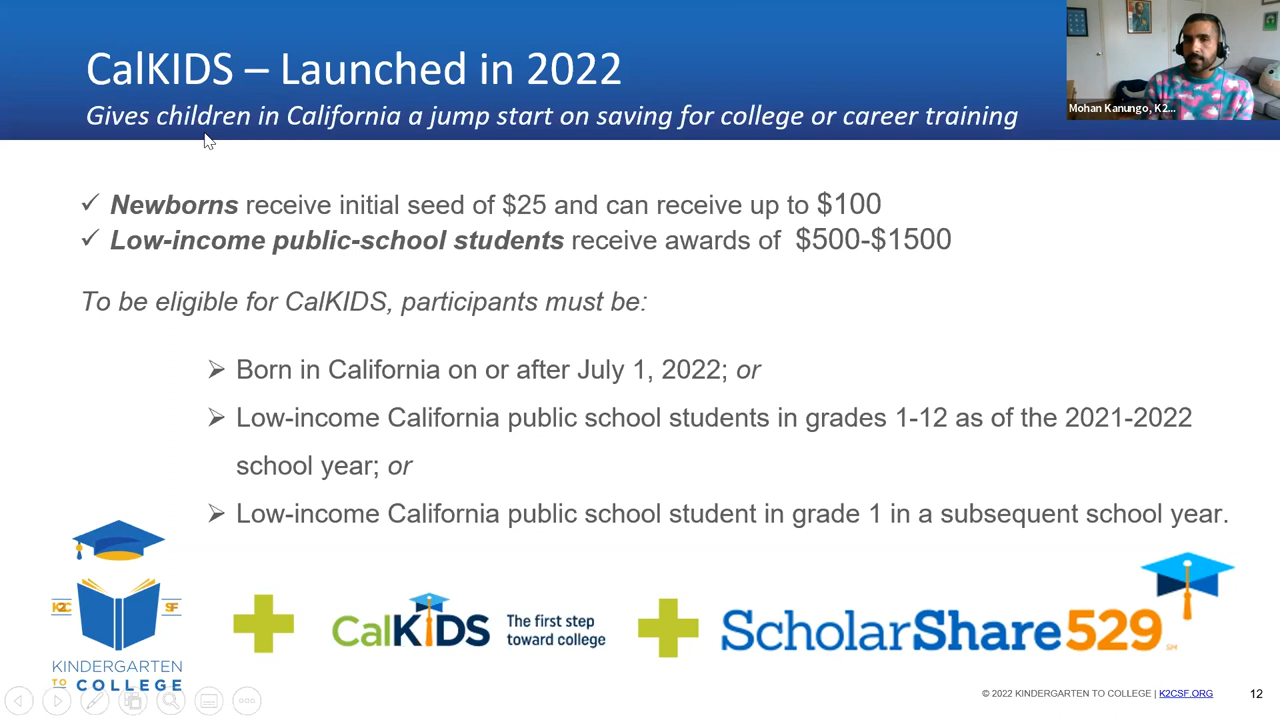 CalKIDS – Launched in 2022
Gives children in California a jump start on saving for college or career training
Mohan Kanungo, K2...
Newborns receive initial seed of $25 and can receive up to $100
Low-income public-school students receive awards of $500-$1500
To be eligible for CalKIDS, participants must be:
Born in California on or after July 1, 2022; or
Low-income California public school students in grades 1-12 as of the 2021-2022
school year; or
Low-income California public school student in grade 1 in a subsequent school year.
K2C SF
KINDERGARTEN
TO COLLEGE
CalKIDS
The first step
toward college
ScholarShare529
SM
© 2022 KINDERGARTEN TO COLLEGE | K2CSF.ORG
12